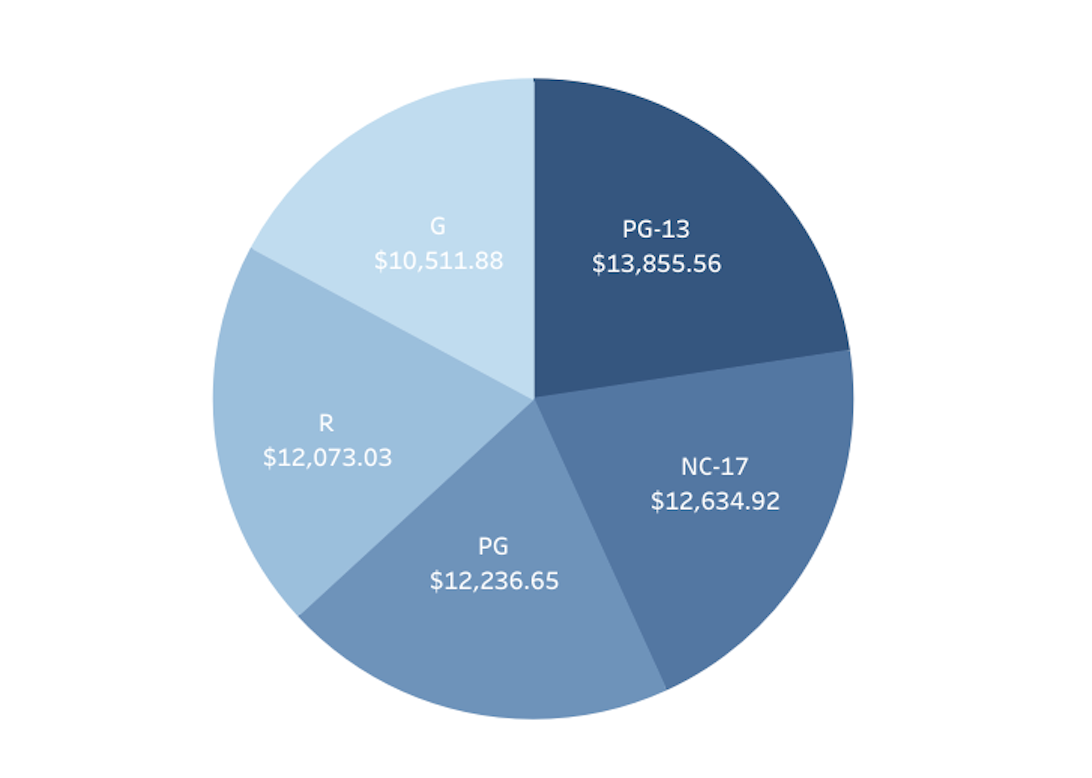 G
$10,511.88
PG-13
$13,855.56
R
$12,073.03
NC-17
$12,634.92
PG
$12,236.65